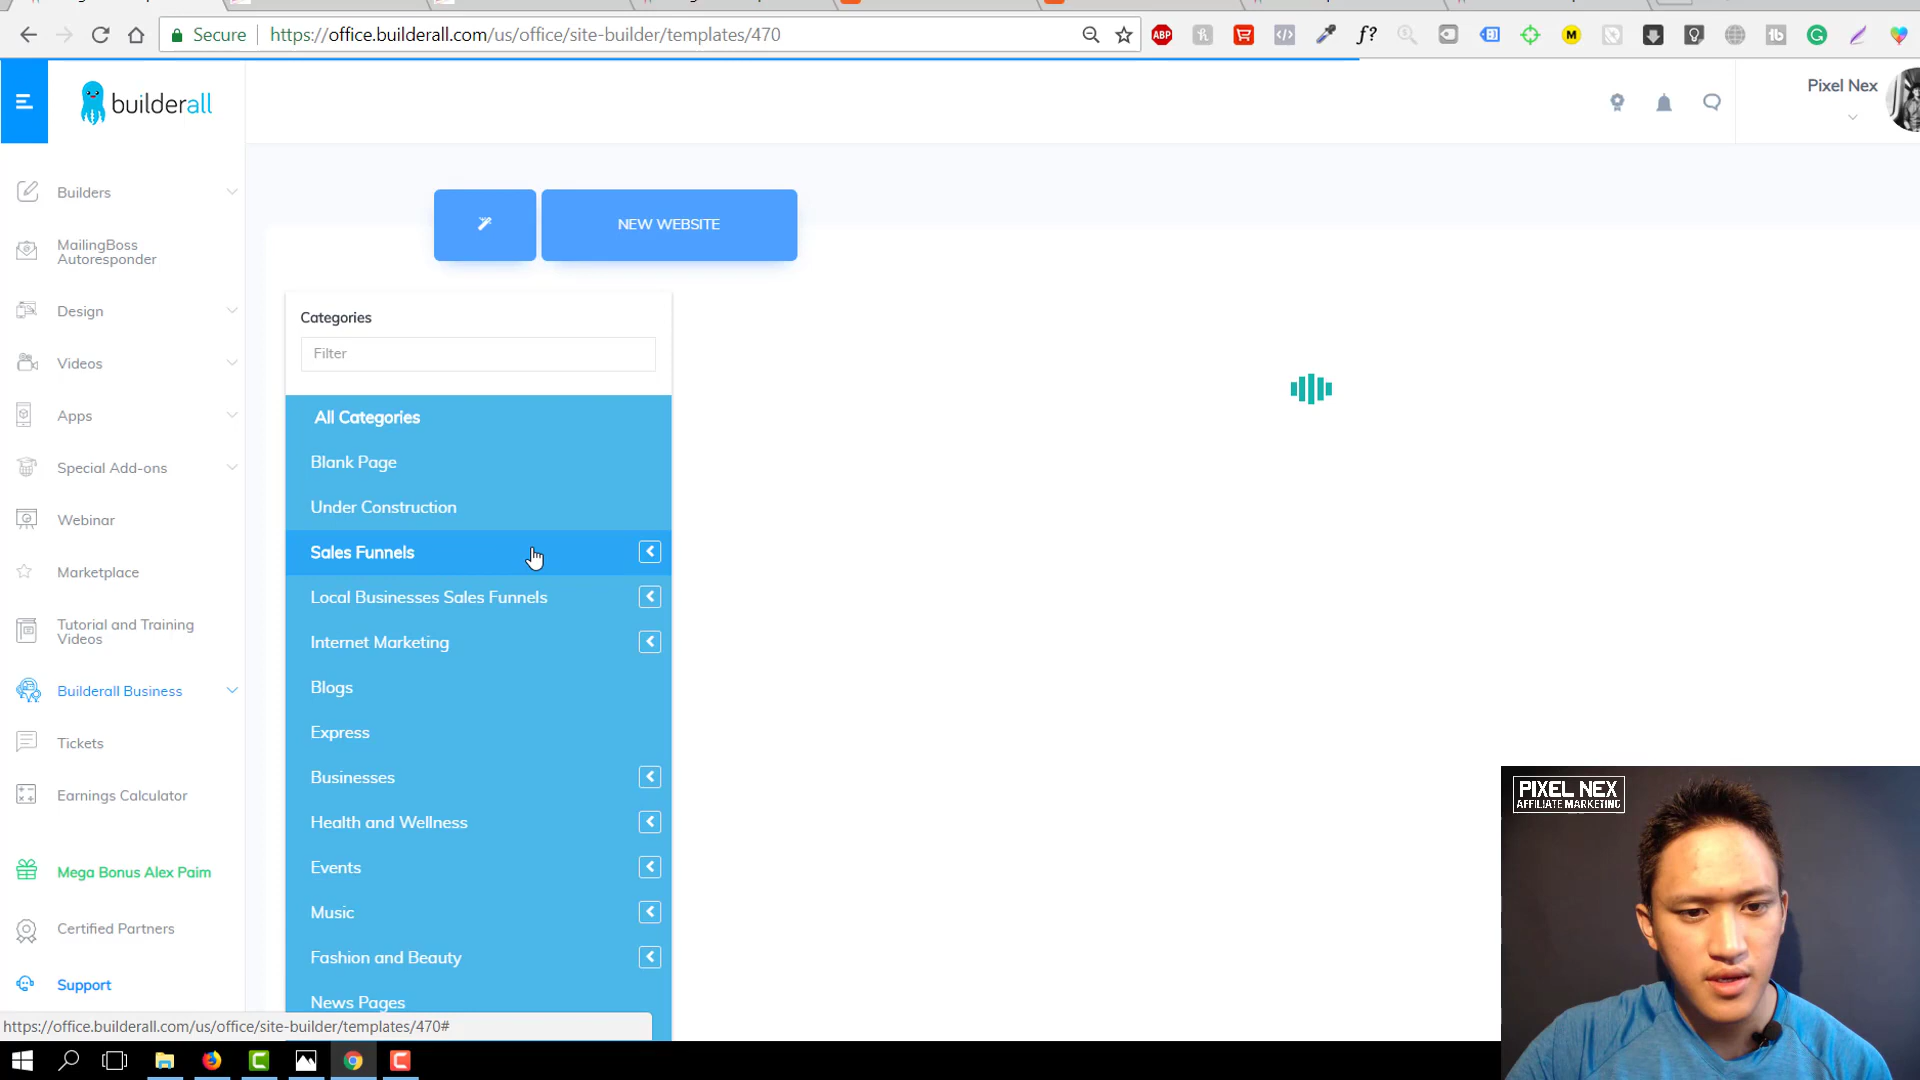 Secure
https://office.builderall.com/us/office/site-builder/templates/470
ABP
f?
M
G
builderall
Pixel Nex
Builders
MailingBoss
Autoresponder
Design
Videos
Apps
Special Add-ons
Webinar
Marketplace
Tutorial and Training
Videos
Builderall Business
Tickets
Earnings Calculator
Mega Bonus Alex Paim
Certified Partners
Support
NEW WEBSITE
Categories
Filter
All Categories
Blank Page
Under Construction
Sales Funnels
Local Businesses Sales Funnels
Internet Marketing
Blogs
Express
Businesses
Health and Wellness
Events
Music
Fashion and Beauty
News Pages
https://office.builderall.com/us/office/site-builder/templates/470#
PIXEL NEX
AFFILIATE MARKETING